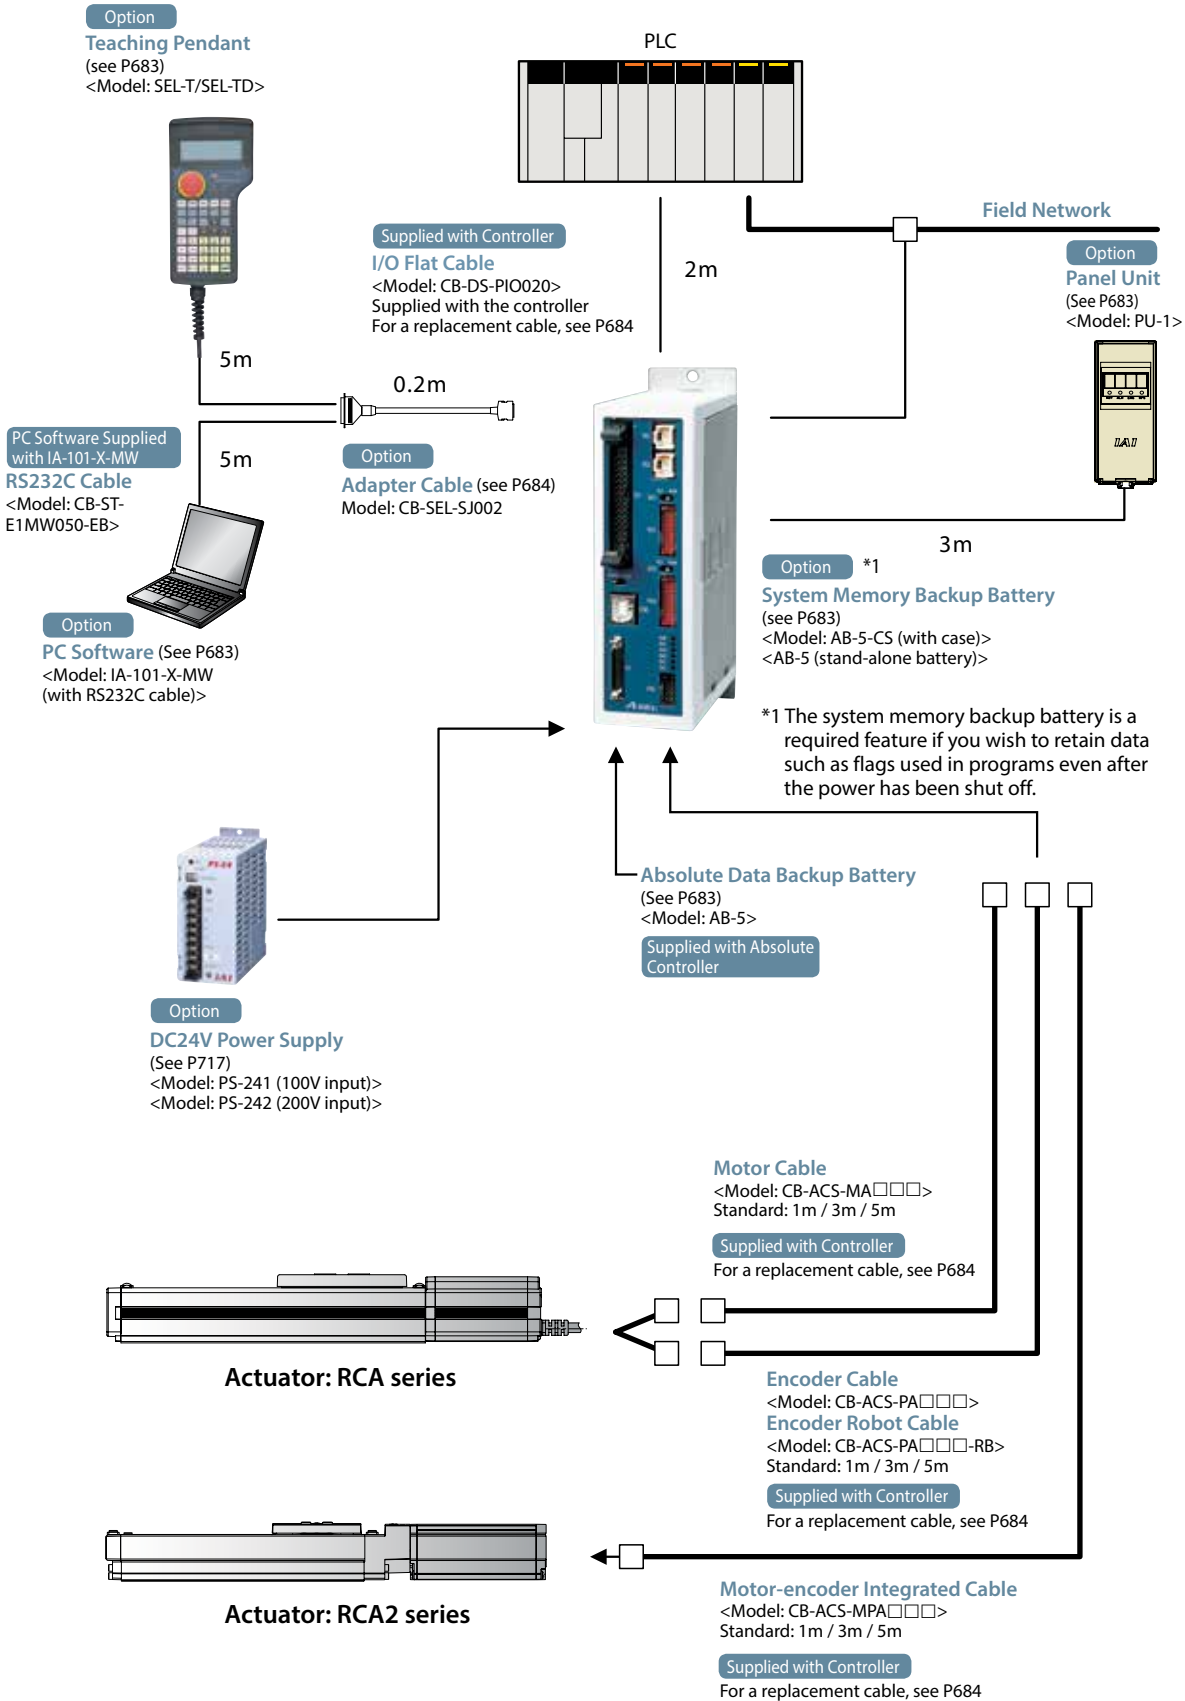 Option
Teaching Pendant
(see P683)
<Model: SEL-T/SEL-TD>
PLC
Field Network
Supplied with Controller
I/O Flat Cable
<Model: CB-DS-PIO020>
Supplied with the controller
For a replacement cable, see P684
2m
Option
Panel Unit
(See P683)
<Model: PU-1>
IAI
5m
0.2m
PC Software Supplied
with IA-101-X-MW
RS232C Cable
<Model: CB-ST-
E1MW050-EB>
5m
Option
Adapter Cable (see P684)
Model: CB-SEL-SJ002
3m
Option *1
System Memory Backup Battery
(see P683)
<Model: AB-5-CS (with case)>
<AB-5 (stand-alone battery)>
Option
PC Software (See P683)
<Model: IA-101-X-MW
(with RS232C cable)>
*1 The system memory backup battery is a
required feature if you wish to retain data
such as flags used in programs even after
the power has been shut off.
PS-24
Absolute Data Backup Battery
(See P683)
<Model: AB-5>
Supplied with Absolute
Controller
Option
DC24V Power Supply
(See P717)
<Model: PS-241 (100V input)>
<Model: PS-242 (200V input)>
Motor Cable
<Model: CB-ACS-MA□□□>
Standard: 1m / 3m / 5m
Supplied with Controller
For a replacement cable, see P684
Actuator: RCA series
Encoder Cable
<Model: CB-ACS-PA□□□>
Encoder Robot Cable
<Model: CB-ACS-PA□□□-RB>
Standard: 1m / 3m / 5m
Supplied with Controller
For a replacement cable, see P684
Actuator: RCA2 series
Motor-encoder Integrated Cable
<Model: CB-ACS-MPA□□□>
Standard: 1m / 3m / 5m
Supplied with Controller
For a replacement cable, see P684